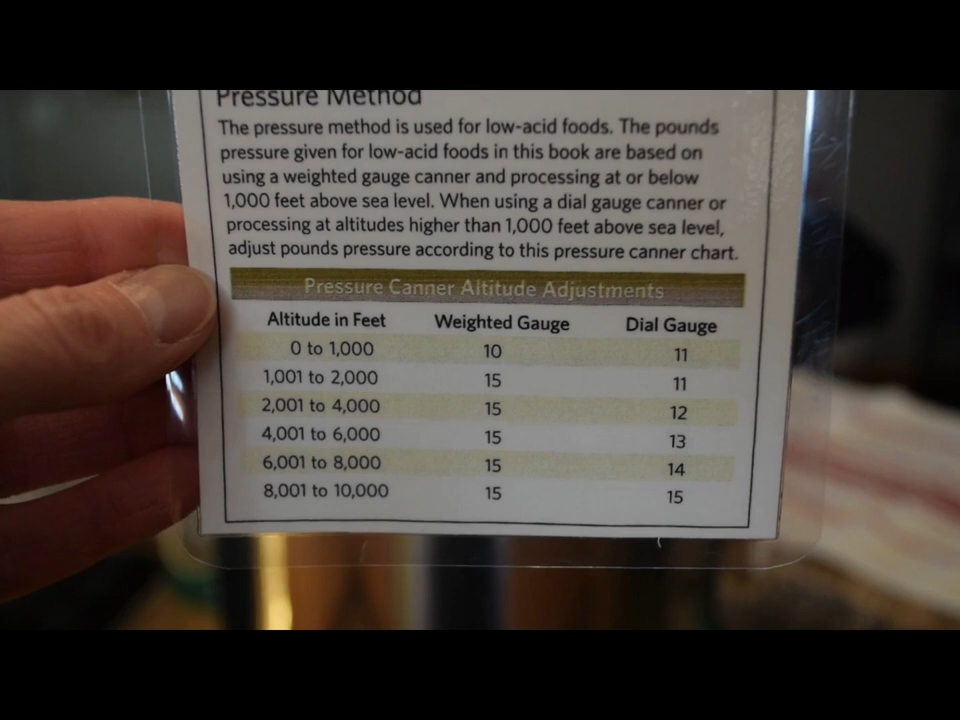 Pressure Method
The pressure method is used for low-acid foods. The pounds
pressure given for low-acid foods in this book are based on
using a weighted gauge canner and processing at or below
1,000 feet above sea level. When using a dial gauge canner or
processing at altitudes higher than 1,000 feet above sea level,
adjust pounds pressure according to this pressure canner chart.
Pressure Canner Altitude Adjustments
Altitude in Feet Weighted Gauge Dial Gauge
0 to 1,000 10 11
1,001 to 2,000 15 11
2,001 to 4,000 15 12
4,001 to 6,000 15 13
6,001 to 8,000 15 14
8,001 to 10,000 15 15